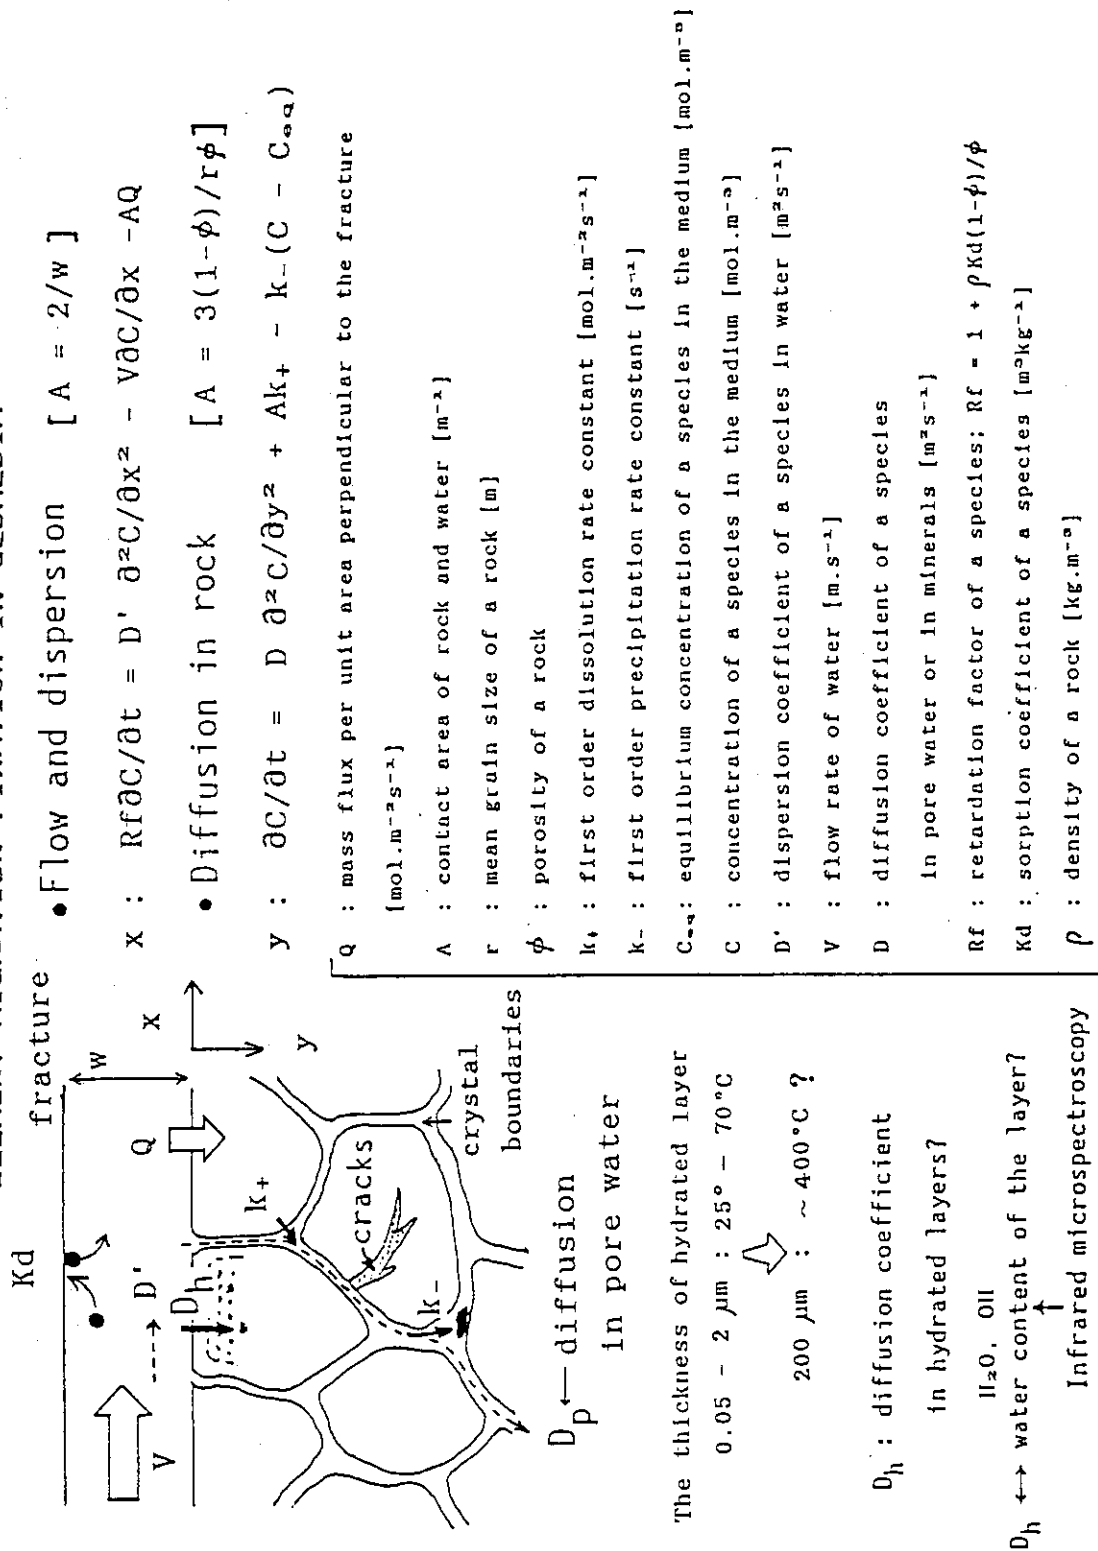 fracture
Kd
w
x
y
V
D'
Q
Dh
k+
cracks
k-
crystal
boundaries
Dp ← diffusion
in pore water
The thickness of hydrated layer
0.05 - 2 μm : 25° - 70°C
200 μm : ~ 400°C ?
Dh : diffusion coefficient
in hydrated layers?
H₂O, OH
Dh ↔ water content of the layer?
Infrared microspectroscopy
• Flow and dispersion [A = 2/w ]
x : Rf∂C/∂t = D' ∂²C/∂x² - V∂C/∂x -AQ
• Diffusion in rock [A = 3(1-ϕ)/rϕ]
y : ∂C/∂t = D ∂²C/∂y² + Ak₊ - k₋(C - Ceq)
Q : mass flux per unit area perpendicular to the fracture
[mol.m⁻²s⁻¹]
A : contact area of rock and water [m⁻¹]
r : mean grain size of a rock [m]
ϕ : porosity of a rock
k₊ : first order dissolution rate constant [mol.m⁻²s⁻¹]
k₋ : first order precipitation rate constant [s⁻¹]
Ceq : equillbrium concentration of a species in the medium [mol.m⁻³]
C : concentration of a species in the medium [mol.m⁻³]
D' : dispersion coefficient of a species in water [m²s⁻¹]
V : flow rate of water [m.s⁻¹]
D : diffusion coefficient of a species
in pore water or in minerals [m²s⁻¹]
Rf : retardation factor of a species; Rf = 1 + ρKd(1-ϕ)/ϕ
Kd : sorption coefficient of a species [m³kg⁻¹]
ρ : density of a rock [kg.m⁻³]